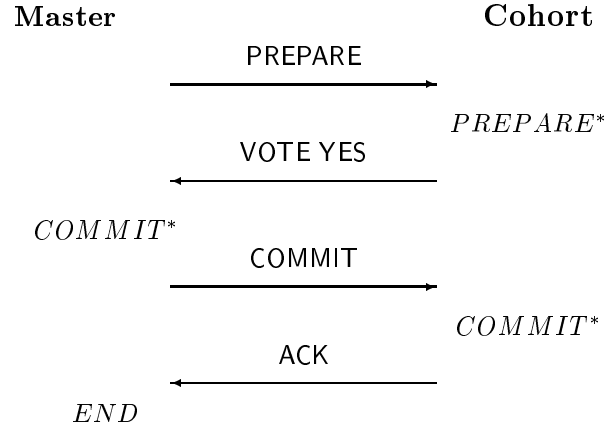 Master Cohort
PREPARE
PREPARE*
VOTE YES
COMMIT*
COMMIT
COMMIT*
ACK
END